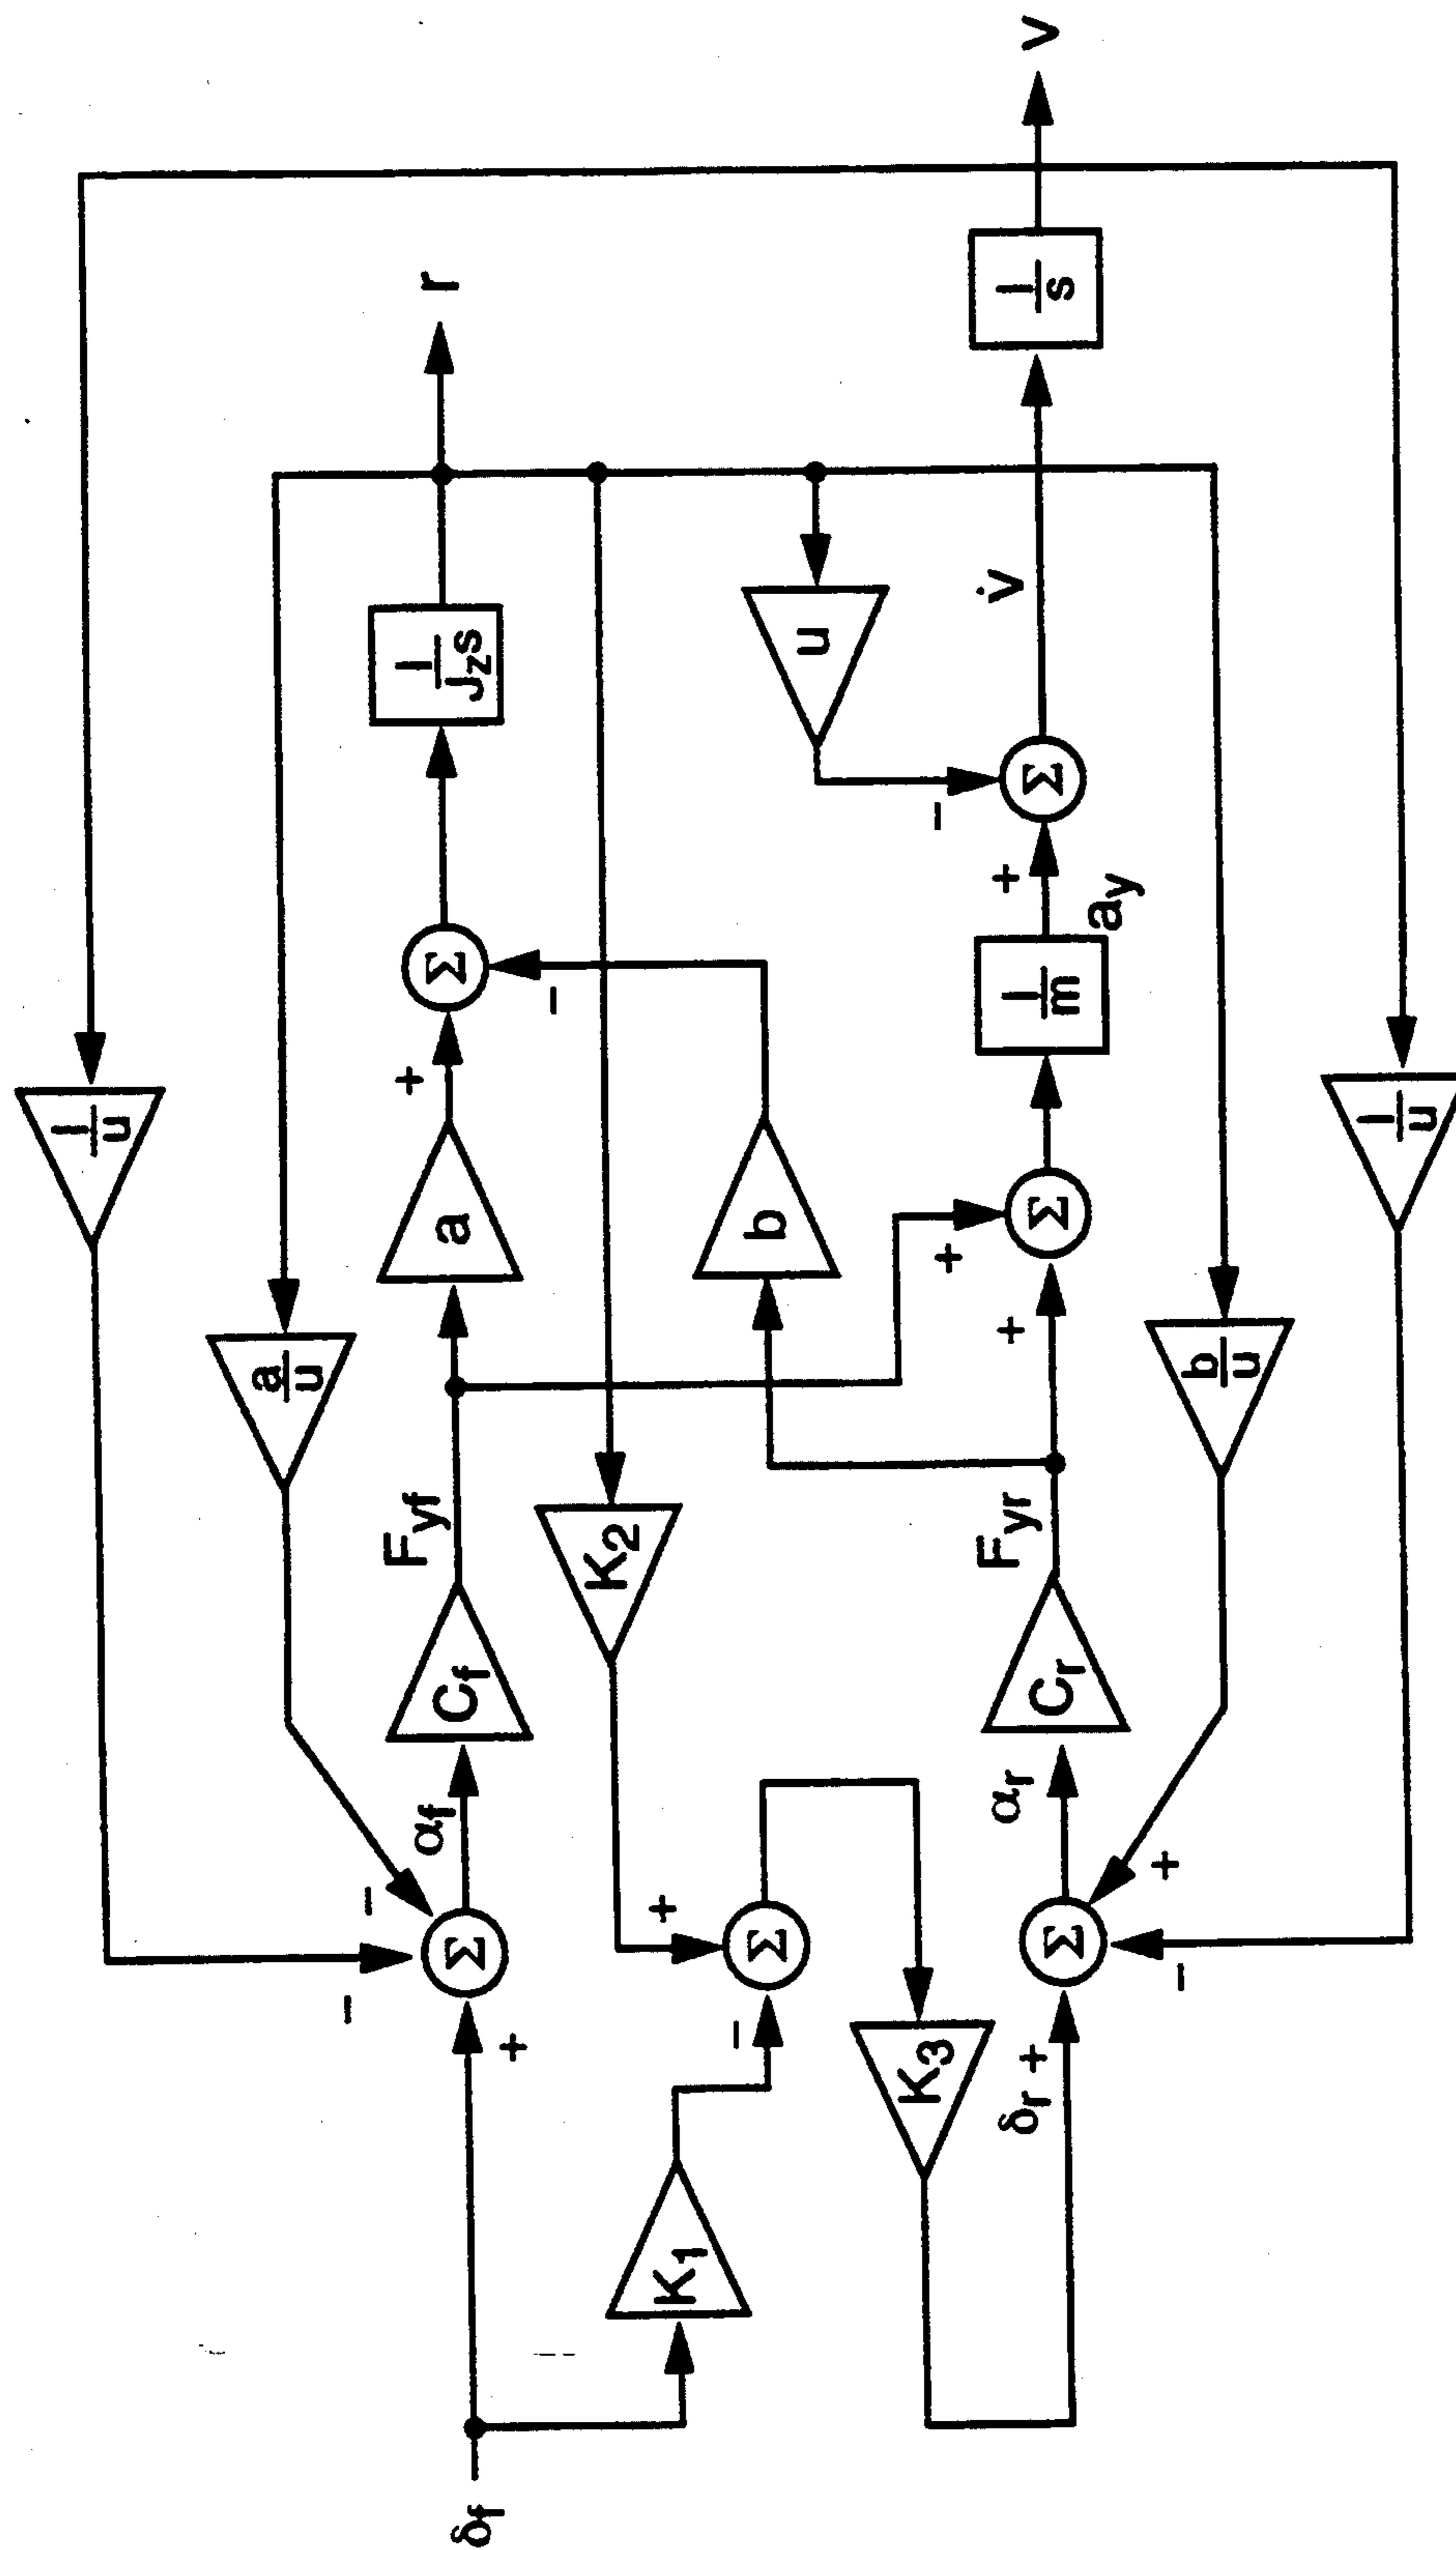 1/u
a/u
δf
+
−
−
Σ
αf
Cf
Fyf
a
+
Σ
−
1/Jzs
r
K1
−
+
Σ
K2
b
u
K3
δr
+
Σ
−
+
αr
Cr
Fyr
+
+
Σ
1/m
ay
+
−
Σ
v̇
1/s
v
b/u
1/u